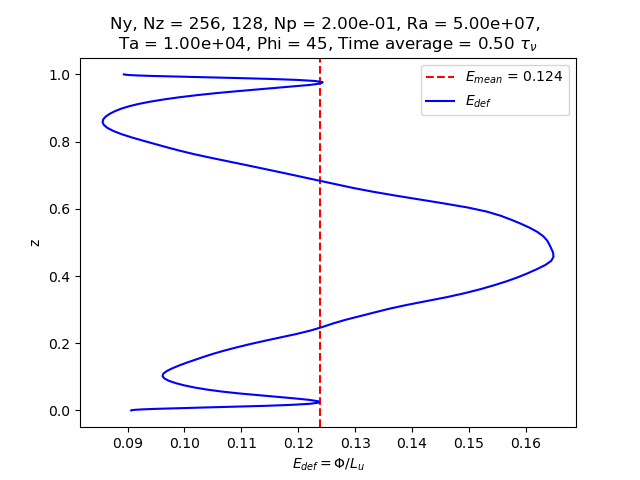 Ny, Nz = 256, 128, Np = 2.00e-01, Ra = 5.00e+07,
Ta = 1.00e+04, Phi = 45, Time average = 0.50 τ_ν
E_mean = 0.124
E_def
1.0
0.8
0.6
0.4
0.2
0.0
z
0.09 0.10 0.11 0.12 0.13 0.14 0.15 0.16
E_def = Φ/L_u